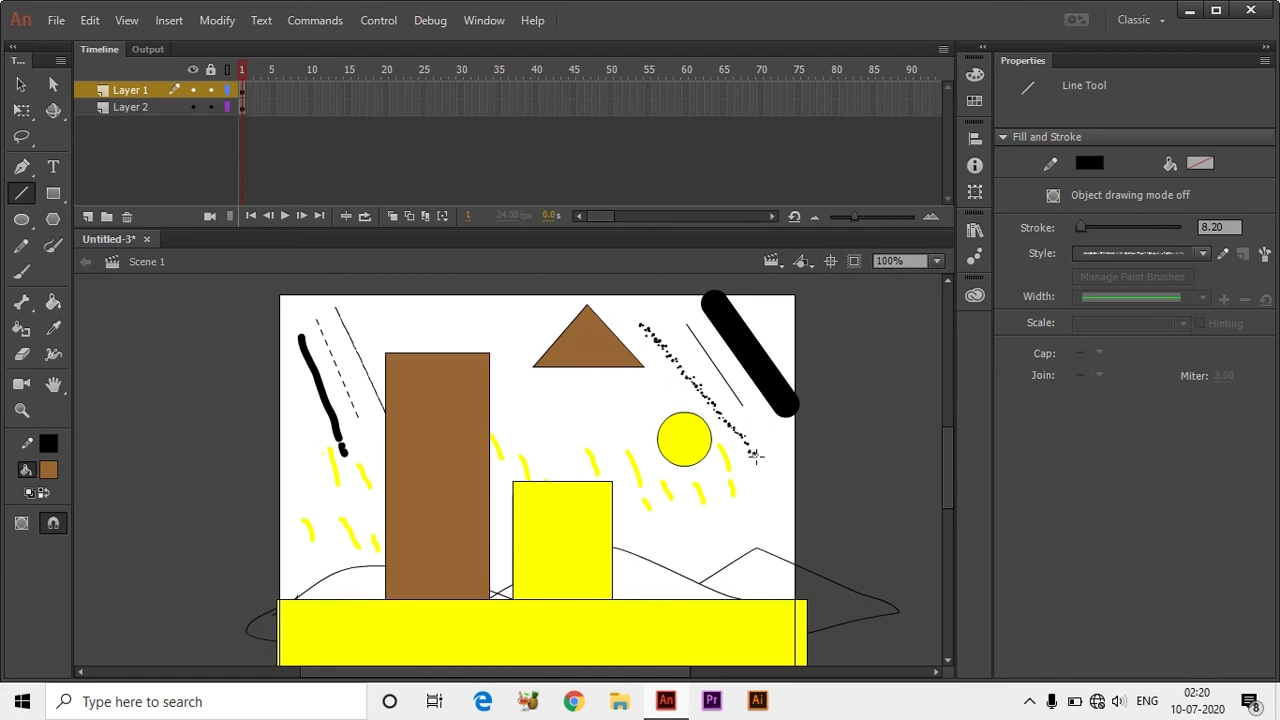 An File Edit View Insert Modify Text Commands Control Debug Window Help Classic
Timeline Output
1 5 10 15 20 25 30 35 40 45 50 55 60 65 70 75 80 85 90
Layer 1
Layer 2
1 24.00 fps 0.0 s
Untitled-3*
Scene 1 100%
T...
Properties
Line Tool
Fill and Stroke
Object drawing mode off
Stroke: 8.20
Style:
Manage Paint Brushes
Width:
Scale: Hinting
Cap:
Join: Miter: 3.00
Type here to search
An Pr Ai
ENG
02:20
10-07-2020
8